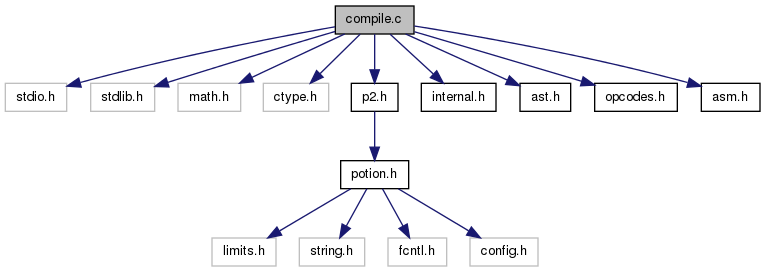 compile.c
stdio.h
stdlib.h
math.h
ctype.h
p2.h
internal.h
ast.h
opcodes.h
asm.h
potion.h
limits.h
string.h
fcntl.h
config.h